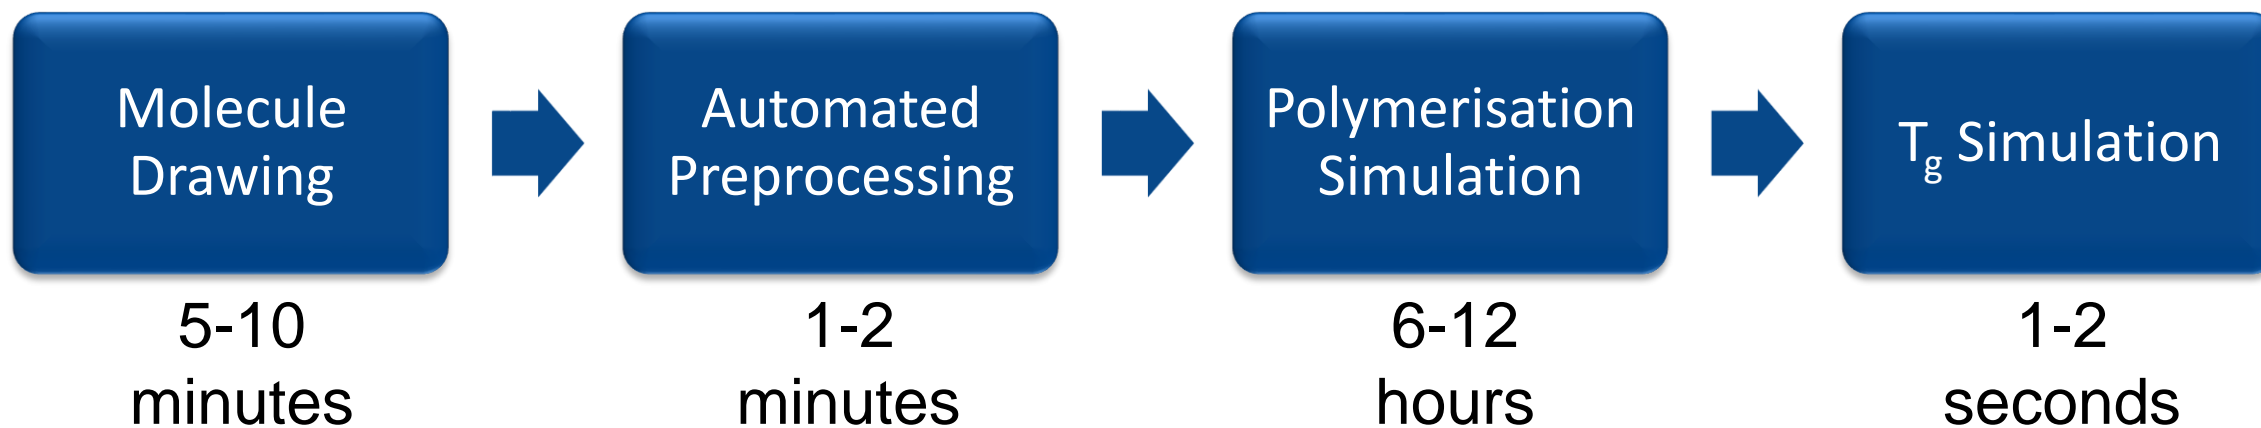 Molecule
Drawing
5-10
minutes
Automated
Preprocessing
1-2
minutes
Polymerisation
Simulation
6-12
hours
Tg Simulation
1-2
seconds